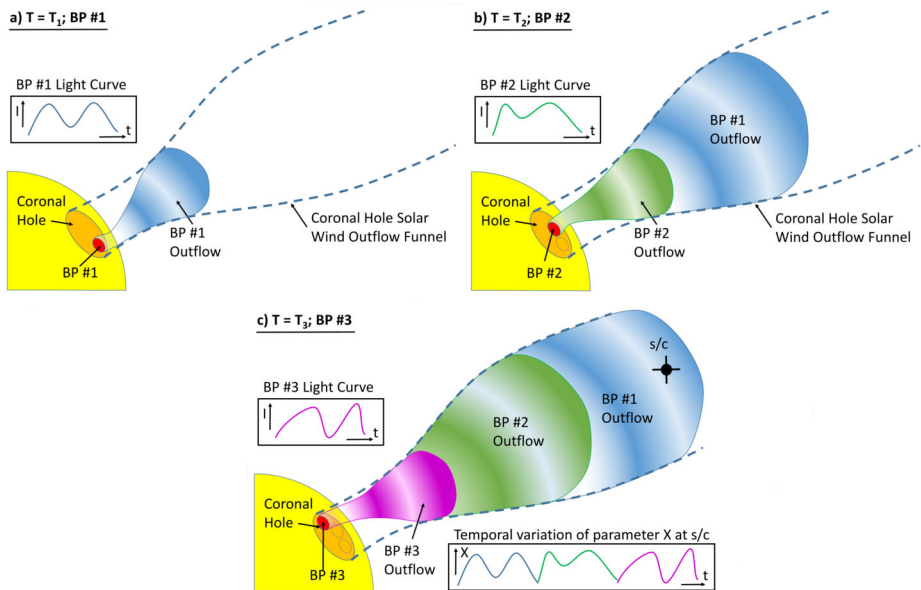 a) T = T₁; BP #1
BP #1 Light Curve
I
t
Coronal
Hole
BP #1
BP #1
Outflow
Coronal Hole Solar
Wind Outflow Funnel
b) T = T₂; BP #2
BP #2 Light Curve
I
t
BP #1
Outflow
Coronal
Hole
BP #2
BP #2
Outflow
Coronal Hole Solar
Wind Outflow Funnel
c) T = T₃; BP #3
s/c
BP #3 Light Curve
I
t
BP #1
Outflow
BP #2
Outflow
Coronal
Hole
BP #3
BP #3
Outflow
Temporal variation of parameter X at s/c
X
t